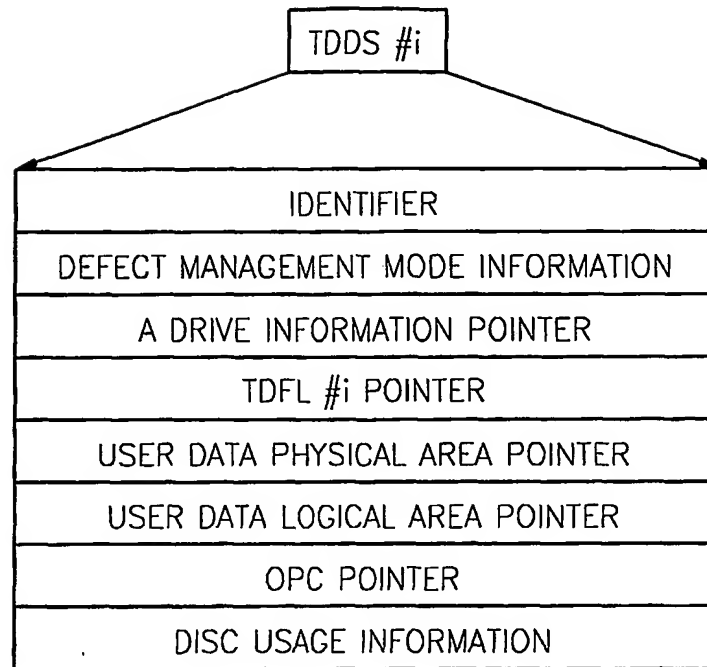 TDDS #i
IDENTIFIER
DEFECT MANAGEMENT MODE INFORMATION
A DRIVE INFORMATION POINTER
TDFL #i POINTER
USER DATA PHYSICAL AREA POINTER
USER DATA LOGICAL AREA POINTER
OPC POINTER
DISC USAGE INFORMATION